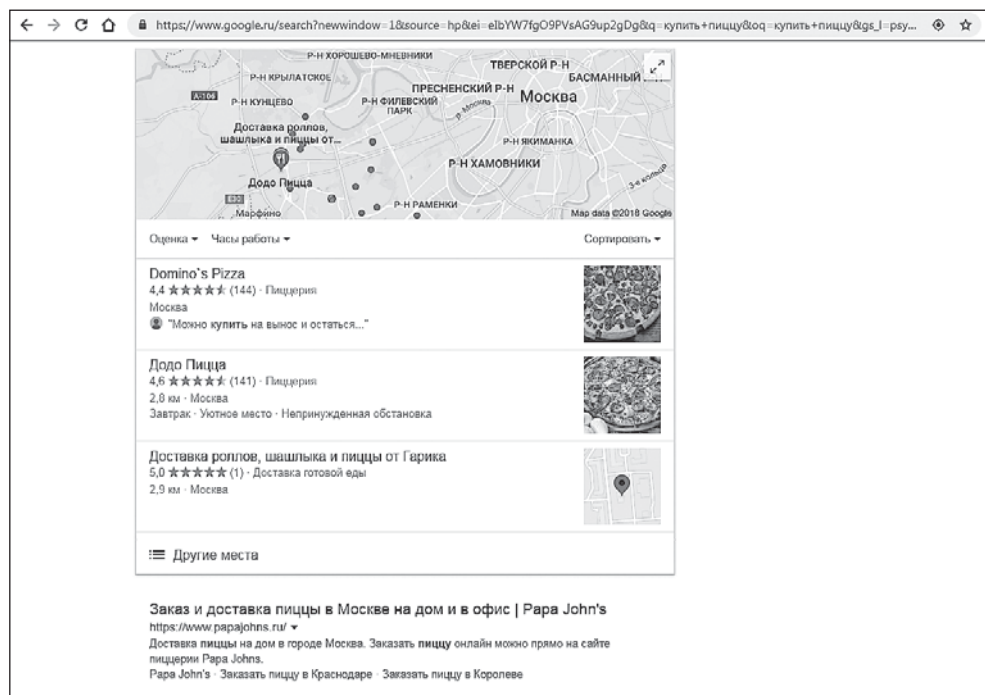 https://www.google.ru/search?newwindow=1&source=hp&ei=eIbYW7fgO9PVsAG9up2gDg&q=купить+пиццу&oq=купить+пиццу&gs_l=psy...
Р-Н ХОРОШЕВО-МНЕВНИКИ
ТВЕРСКОЙ Р-Н
Р-Н КРЫЛАТСКОЕ
БАСМАННЫЙ
ПРЕСНЕНСКИЙ Р-Н
Москва
А-106
Р-Н КУНЦЕВО
Р-Н ФИЛЕВСКИЙ ПАРК
р-Москва
Доставка роллов,
шашлыка и пиццы от...
Р-Н ЯКИМАНКА
Р-Н ХАМОВНИКИ
Додо Пицца
3-е кольцо
E30
Р-Н РАМЕНКИ
Марфино
Map data ©2018 Google
Оценка Часы работы Сортировать
Domino`s Pizza
4,4 ★★★★★ (144) · Пиццерия
Москва
"Можно купить на вынос и остаться..."
Додо Пицца
4,6 ★★★★★ (141) · Пиццерия
2,8 км · Москва
Завтрак · Уютное место · Непринужденная обстановка
Доставка роллов, шашлыка и пиццы от Гарика
5,0 ★★★★★ (1) · Доставка готовой еды
2,9 км · Москва
Другие места
Заказ и доставка пиццы в Москве на дом и в офис | Papa John's
https://www.papajohns.ru/
Доставка пиццы на дом в городе Москва. Заказать пиццу онлайн можно прямо на сайте
пиццерии Papa Johns.
Papa John's · Заказать пиццу в Краснодаре · Заказать пиццу в Королеве